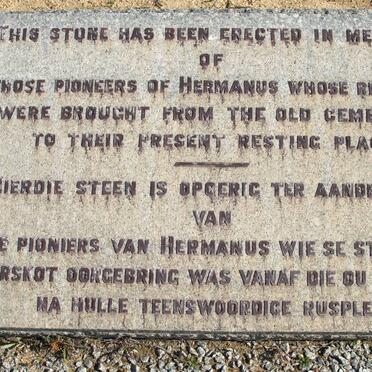 THIS STONE HAS BEEN ERECTED IN ME
OF
THOSE PIONEERS OF HERMANUS WHOSE RE
WERE BROUGHT FROM THE OLD CEME
TO THEIR PRESENT RESTING PLA
HIERDIE STEEN IS OPGERIG TER AANDE
VAN
E PIONIERS VAN HERMANUS WIE SE ST
ORSKOT OORGEBRING WAS VANAF DIE OU
NA HULLE TEENSWOORDIGE RUSPLE